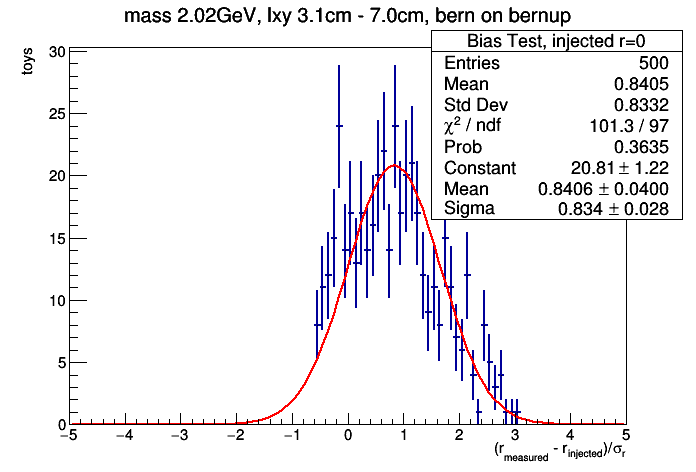 mass 2.02GeV, lxy 3.1cm - 7.0cm, bern on bernup
Bias Test, injected r=0
Entries 500
Mean 0.8405
Std Dev 0.8332
χ² / ndf 101.3 / 97
Prob 0.3635
Constant 20.81 ± 1.22
Mean 0.8406 ± 0.0400
Sigma 0.834 ± 0.028
toys
30
25
20
15
10
5
0
−5 −4 −3 −2 −1 0 1 2 3 4 5
(r_measured - r_injected)/σ_r